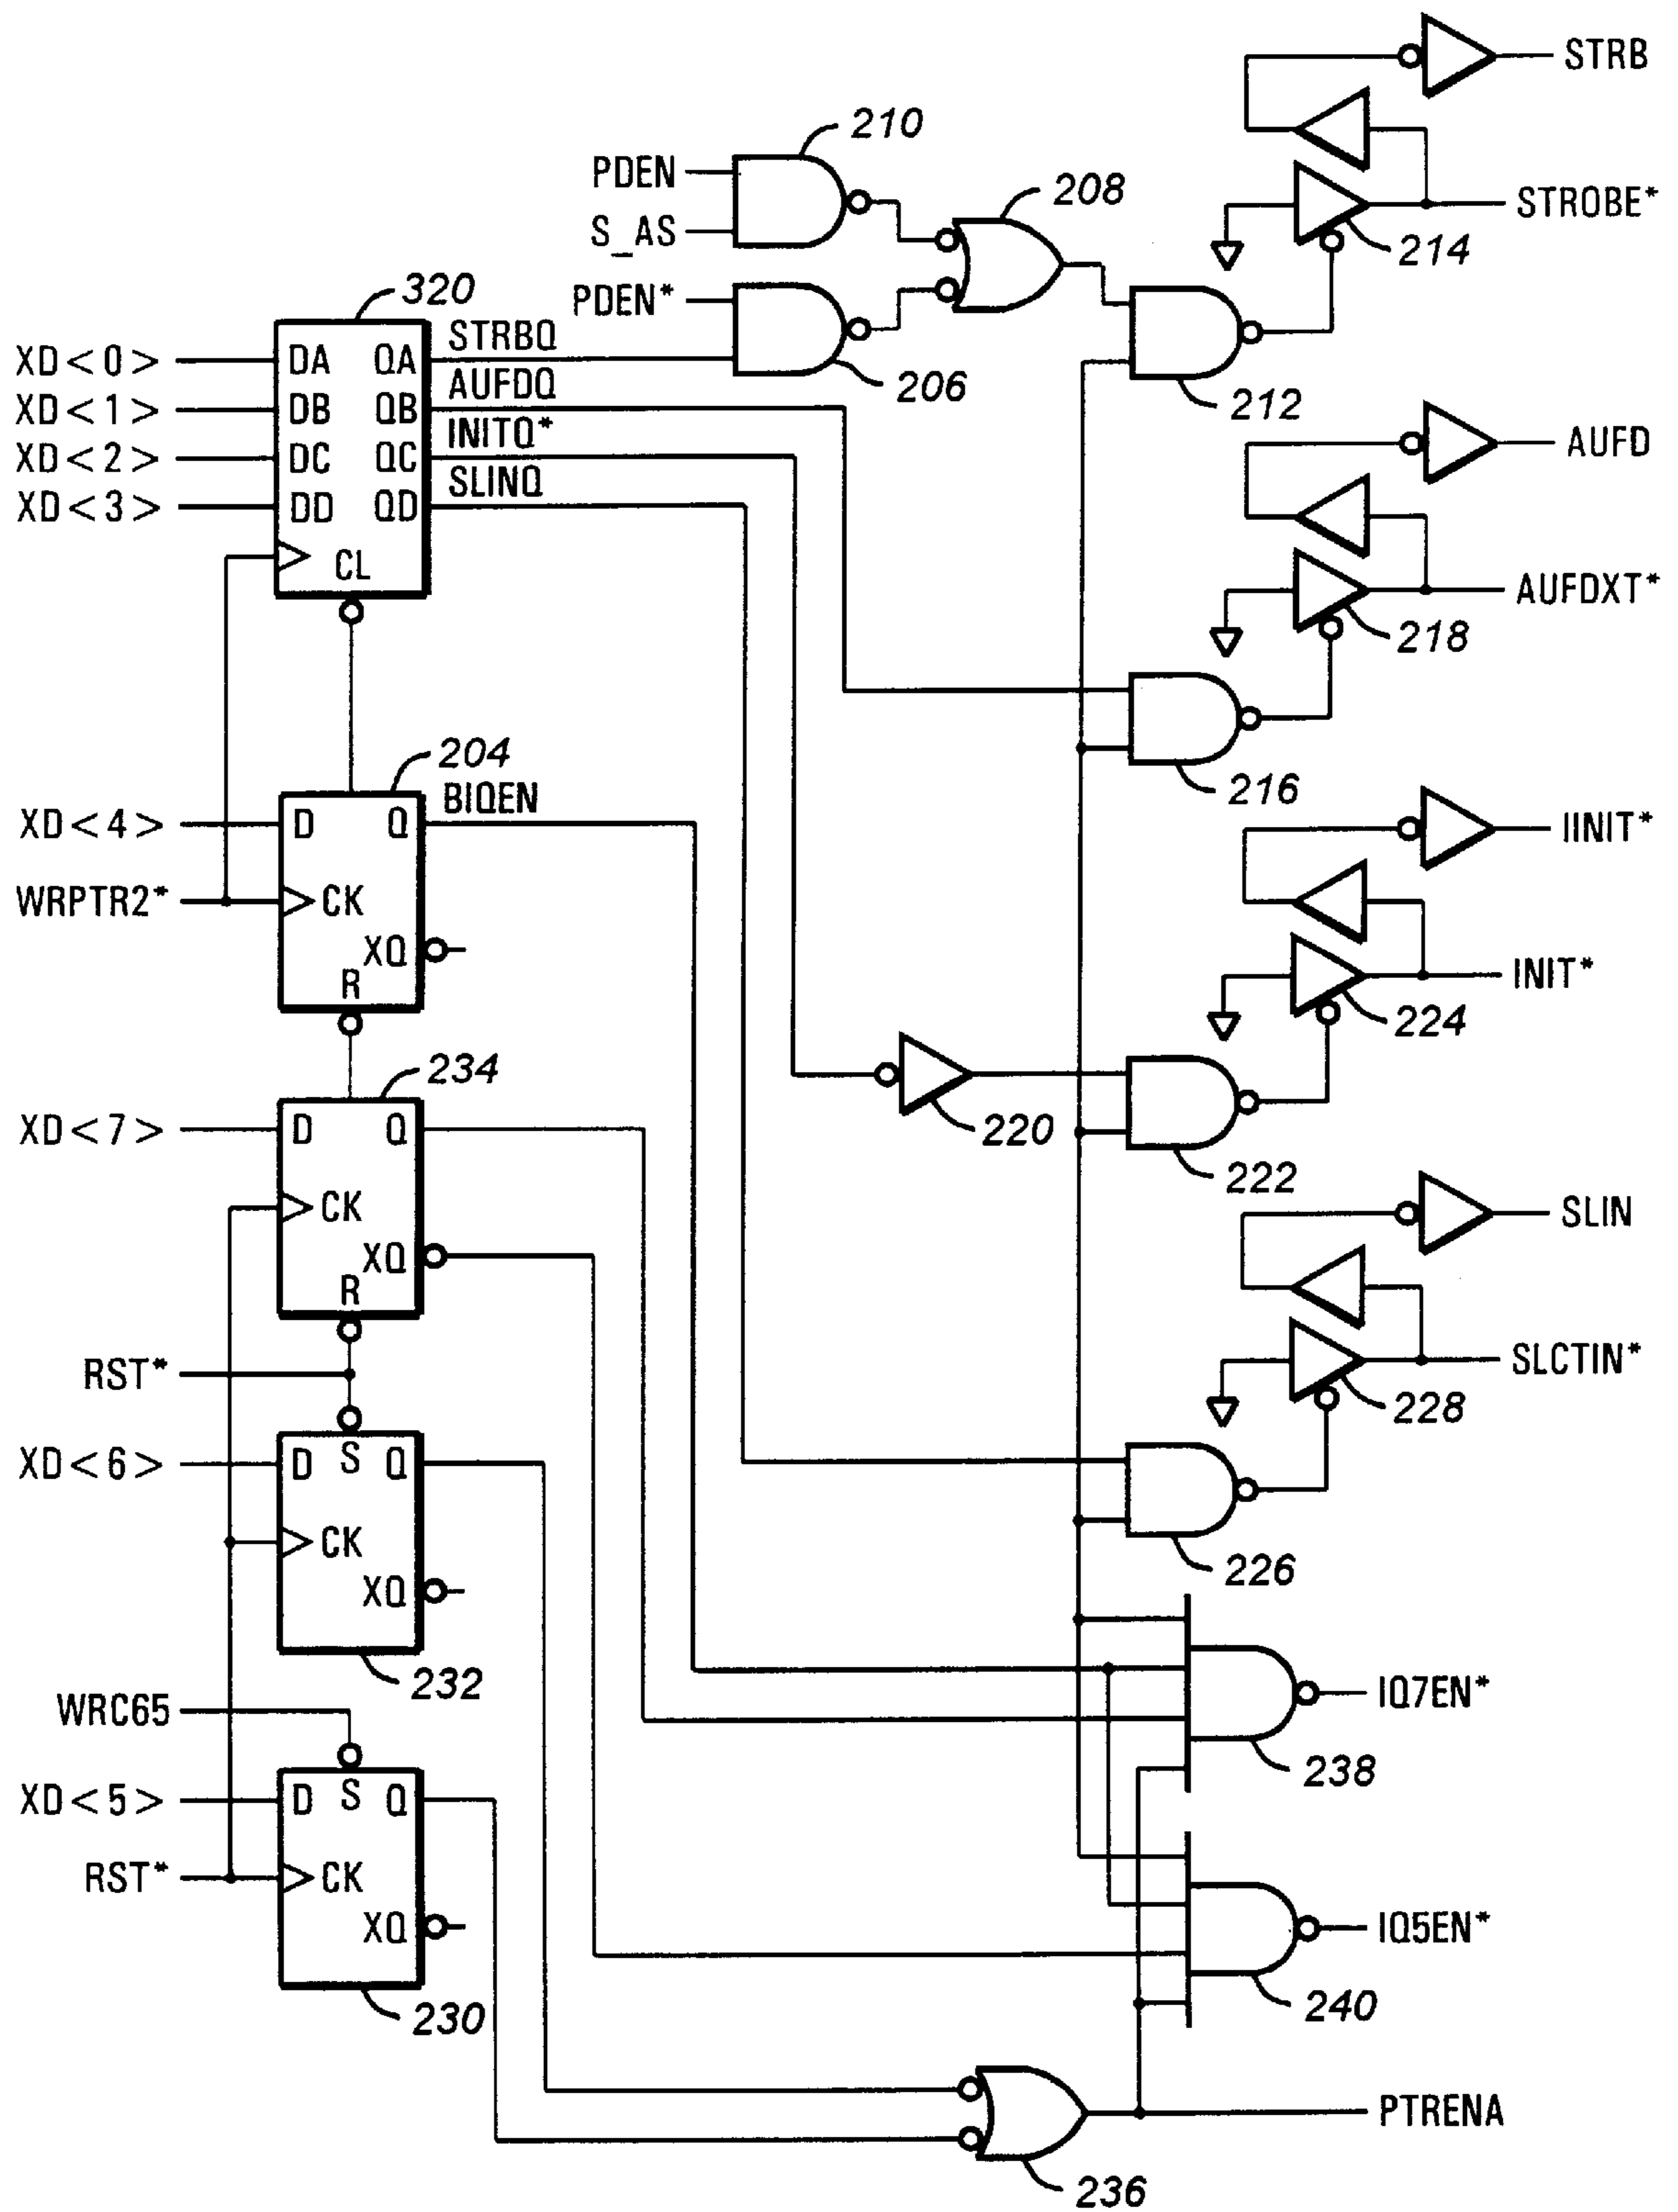 STRB
210
PDEN
208
S_AS
STROBE*
214
320
PDEN*
STRBQ
XD<0>
DA
QA
AUFDQ
206
212
XD<1>
DB
QB
INITQ*
AUFD
XD<2>
DC
QC
SLINQ
XD<3>
DD
QD
CL
AUFDXT*
218
204
BIQEN
216
XD<4>
D
Q
IINIT*
WRPTR2*
CK
XQ
R
INIT*
224
234
XD<7>
D
Q
220
222
CK
SLIN
XQ
R
RST*
SLCTIN*
228
XD<6>
D
S
Q
CK
226
XQ
232
WRC65
IQ7EN*
238
XD<5>
D
S
Q
RST*
CK
XQ
IQ5EN*
240
230
PTRENA
236